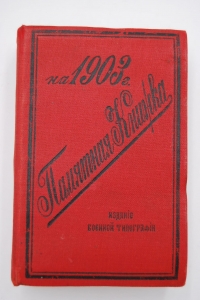 на 1903 г.
Памятная Книжка
изданіе
военной типографіи